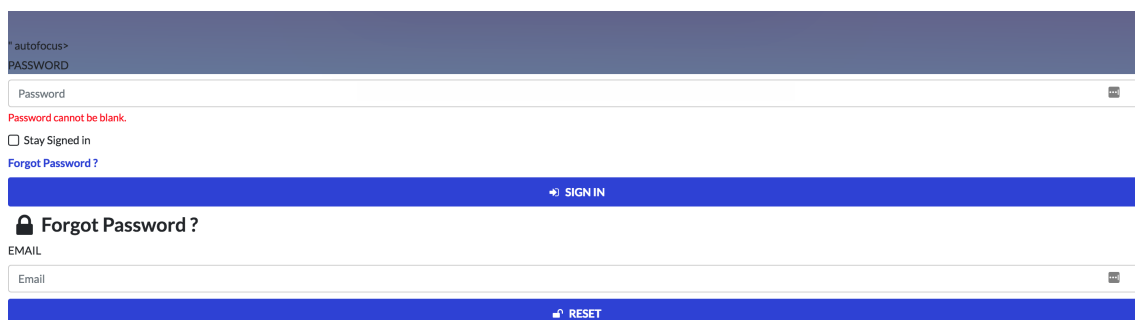 " autofocus>
PASSWORD
Password
Password cannot be blank.
Stay Signed in
Forgot Password ?
SIGN IN
Forgot Password ?
EMAIL
Email
RESET